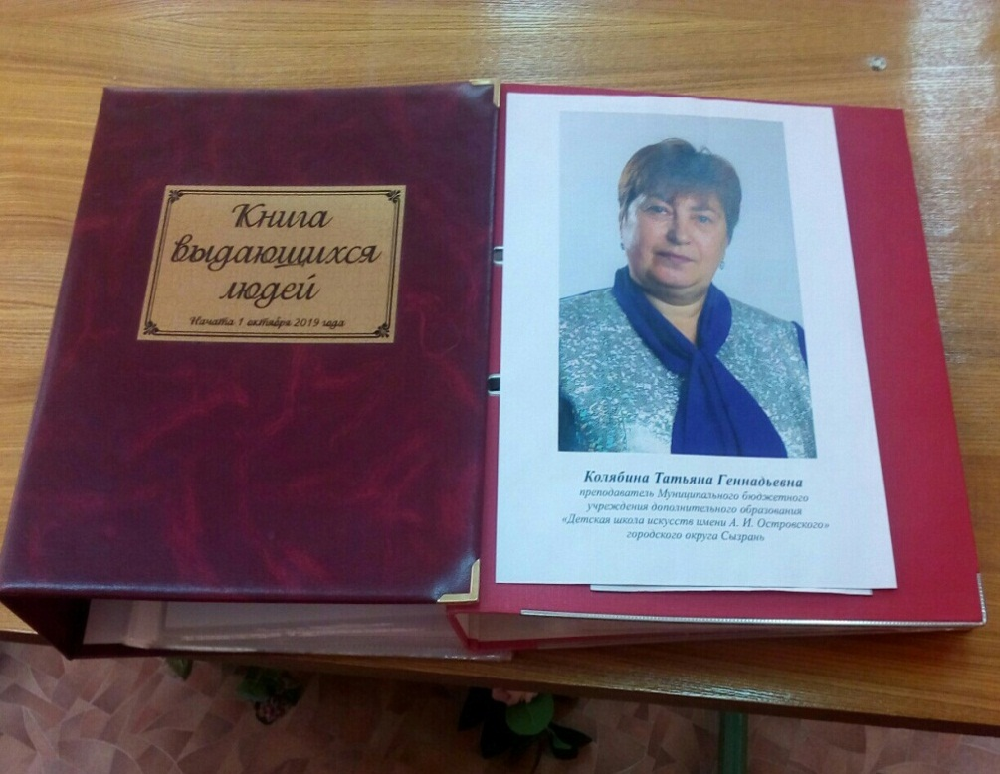 Книга
выдающихся
людей
Начата 1 октября 2019 года
Колябина Татьяна Геннадьевна
преподаватель Муниципального бюджетного
учреждения дополнительного образования
«Детская школа искусств имени А. И. Островского»
городского округа Сызрань